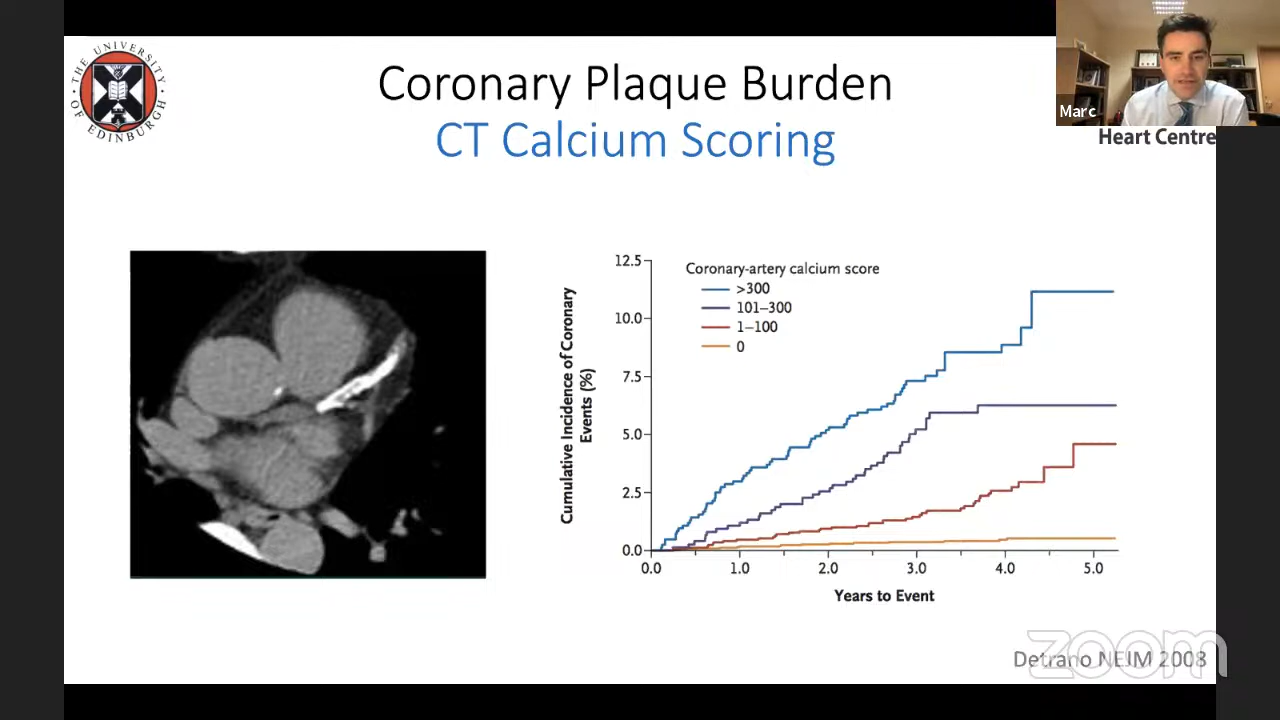 THE UNIVERSITY OF EDINBURGH
Coronary Plaque Burden
CT Calcium Scoring
Marc
Heart Centre
Cumulative Incidence of Coronary
Events (%)
12.5
10.0
7.5
5.0
2.5
0.0
Coronary-artery calcium score
>300
101–300
1–100
0
0.0 1.0 2.0 3.0 4.0 5.0
Years to Event
Detrano NEJM 2008
zoom